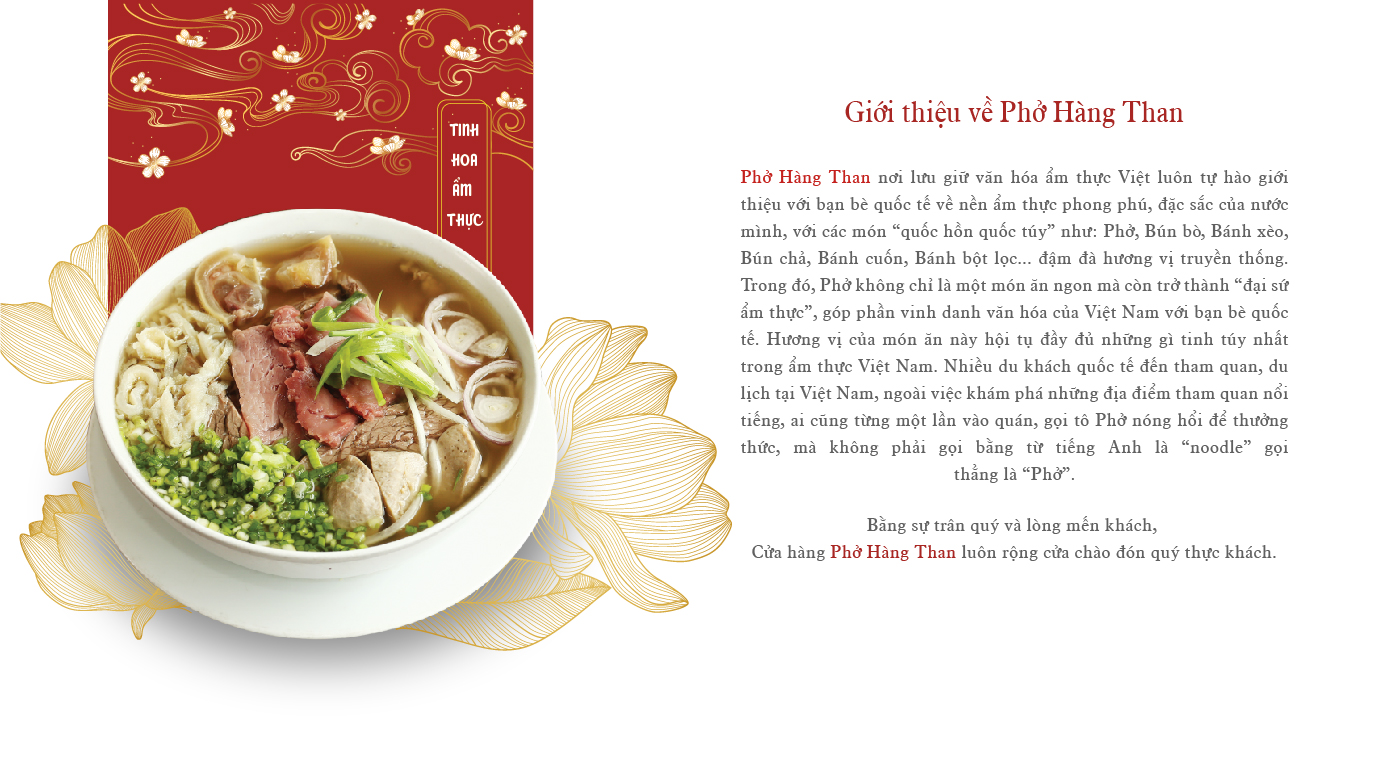 TINH
HOA
ẨM
THỰC
Giới thiệu về Phở Hàng Than
Phở Hàng Than nơi lưu giữ văn hóa ẩm thực Việt luôn tự hào giới
thiệu với bạn bè quốc tế về nền ẩm thực phong phú, đặc sắc của nước
mình, với các món “quốc hồn quốc túy” như: Phở, Bún bò, Bánh xèo,
Bún chả, Bánh cuốn, Bánh bột lọc... đậm đà hương vị truyền thống.
Trong đó, Phở không chỉ là một món ăn ngon mà còn trở thành “đại sứ
ẩm thực”, góp phần vinh danh văn hóa của Việt Nam với bạn bè quốc
tế. Hương vị của món ăn này hội tụ đầy đủ những gì tinh túy nhất
trong ẩm thực Việt Nam. Nhiều du khách quốc tế đến tham quan, du
lịch tại Việt Nam, ngoài việc khám phá những địa điểm tham quan nổi
tiếng, ai cũng từng một lần vào quán, gọi tô Phở nóng hổi để thưởng
thức, mà không phải gọi bằng từ tiếng Anh là “noodle” gọi
thẳng là “Phở”.
Bằng sự trân quý và lòng mến khách,
Cửa hàng Phở Hàng Than luôn rộng cửa chào đón quý thực khách.